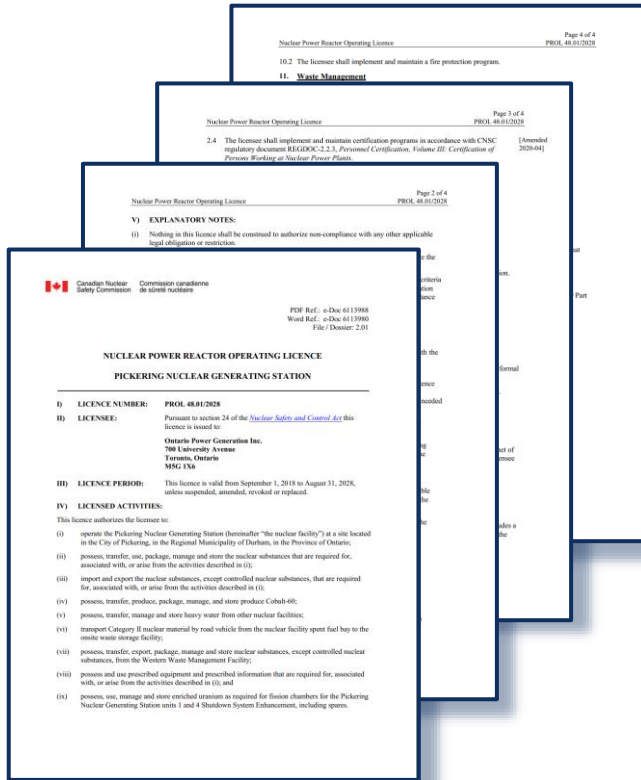 Page 4 of 4
Nuclear Power Reactor Operating Licence PROL 48.01/2028
10.2 The licensee shall implement and maintain a fire protection program.
11. Waste Management
Page 3 of 4
Nuclear Power Reactor Operating Licence PROL 48.01/2028
2.4 The licensee shall implement and maintain certification programs in accordance with CNSC [Amended
regulatory document REGDOC-2.2.3, Personnel Certification, Volume III: Certification of 2020-04]
Persons Working at Nuclear Power Plants.
Page 2 of 4
Nuclear Power Reactor Operating Licence PROL 48.01/2028
V) EXPLANATORY NOTES:
(i) Nothing in this licence shall be construed to authorize non-compliance with any other applicable
legal obligation or restriction.
Canadian Nuclear Commission canadienne
Safety Commission de sûreté nucléaire
PDF Ref.: e-Doc 6113988
Word Ref.: e-Doc 6113980
File / Dossier: 2.01
NUCLEAR POWER REACTOR OPERATING LICENCE
PICKERING NUCLEAR GENERATING STATION
I) LICENCE NUMBER: PROL 48.01/2028
II) LICENSEE: Pursuant to section 24 of the Nuclear Safety and Control Act this
licence is issued to:
Ontario Power Generation Inc.
700 University Avenue
Toronto, Ontario
M5G 1X6
III) LICENCE PERIOD: This licence is valid from September 1, 2018 to August 31, 2028,
unless suspended, amended, revoked or replaced.
IV) LICENSED ACTIVITIES:
This licence authorizes the licensee to:
(i) operate the Pickering Nuclear Generating Station (hereinafter “the nuclear facility”) at a site located
in the City of Pickering, in the Regional Municipality of Durham, in the Province of Ontario;
(ii) possess, transfer, use, package, manage and store the nuclear substances that are required for,
associated with, or arise from the activities described in (i);
(iii) import and export the nuclear substances, except controlled nuclear substances, that are required
for, associated with, or arise from the activities described in (i);
(iv) possess, transfer, produce, package, manage, and store produce Cobalt-60;
(v) possess, transfer, manage and store heavy water from other nuclear facilities;
(vi) transport Category II nuclear material by road vehicle from the nuclear facility spent fuel bay to the
onsite waste storage facility;
(vii) possess, transfer, export, package, manage and store nuclear substances, except controlled nuclear
substances, from the Western Waste Management Facility;
(viii) possess and use prescribed equipment and prescribed information that are required for, associated
with, or arise from the activities described in (i); and
(ix) possess, use, manage and store enriched uranium as required for fission chambers for the Pickering
Nuclear Generating Station units 1 and 4 Shutdown System Enhancement, including spares.